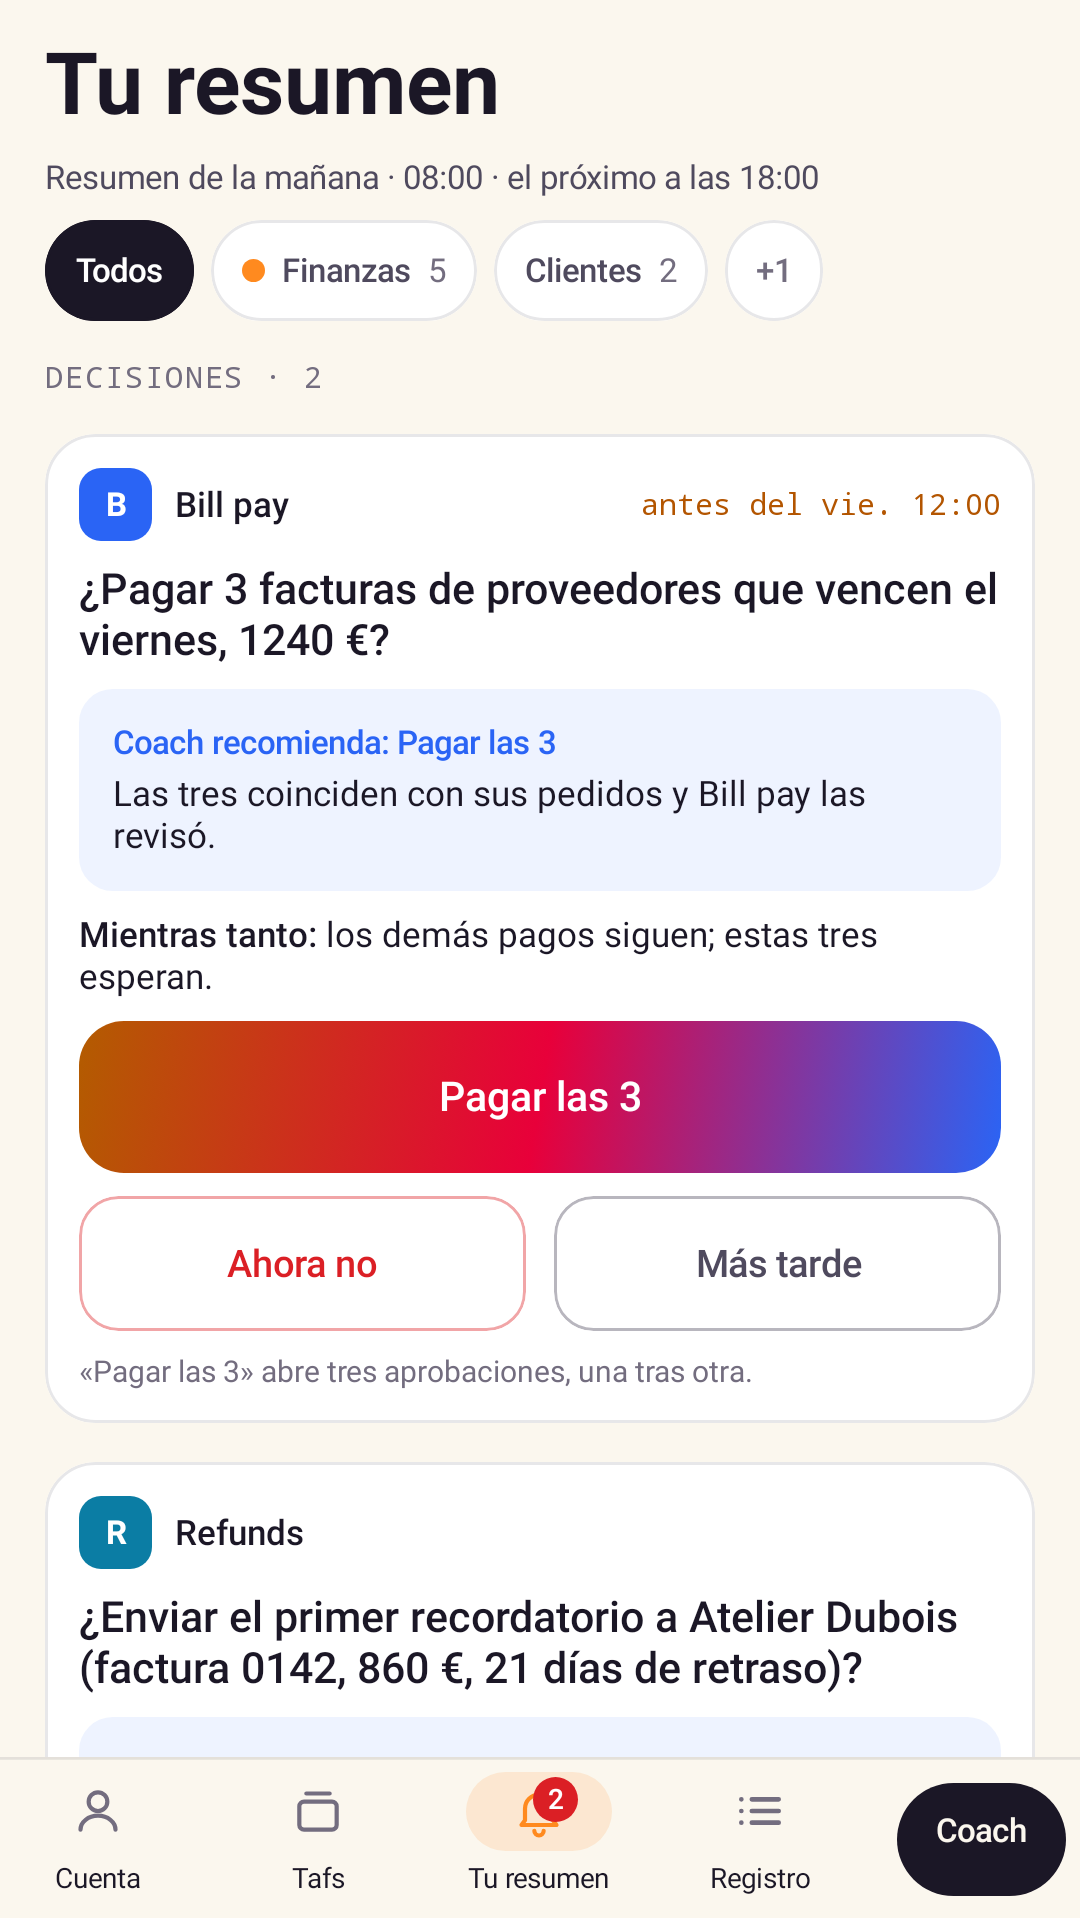 Tu resumen
Resumen de la mañana · 08:00 · el próximo a las 18:00
Todos
Finanzas 5
Clientes 2
+1
DECISIONES · 2
B
Bill pay
antes del vie. 12:00
¿Pagar 3 facturas de proveedores que vencen el
viernes, 1240 €?
Coach recomienda: Pagar las 3
Las tres coinciden con sus pedidos y Bill pay las
revisó.
Mientras tanto: los demás pagos siguen; estas tres
esperan.
Pagar las 3
Ahora no
Más tarde
«Pagar las 3» abre tres aprobaciones, una tras otra.
R
Refunds
¿Enviar el primer recordatorio a Atelier Dubois
(factura 0142, 860 €, 21 días de retraso)?
2
Cuenta
Tafs
Tu resumen
Registro
Coach